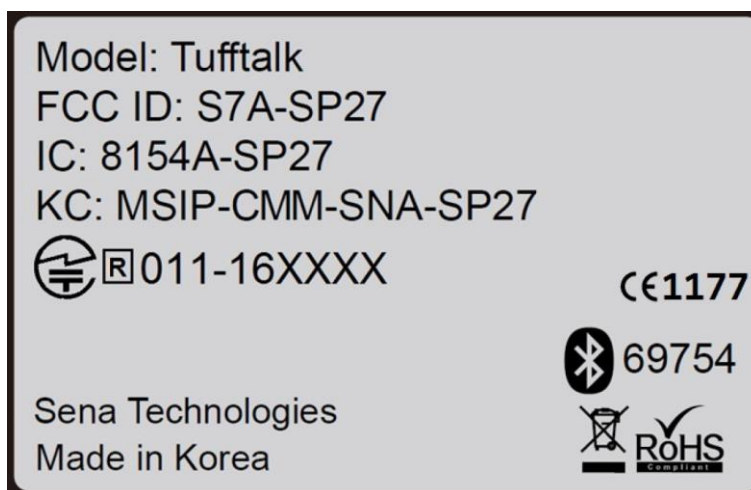 Model: Tufftalk
FCC ID: S7A-SP27
IC: 8154A-SP27
KC: MSIP-CMM-SNA-SP27
R 011-16XXXX
CE1177
69754
Sena Technologies
Made in Korea
RoHS
Compliant